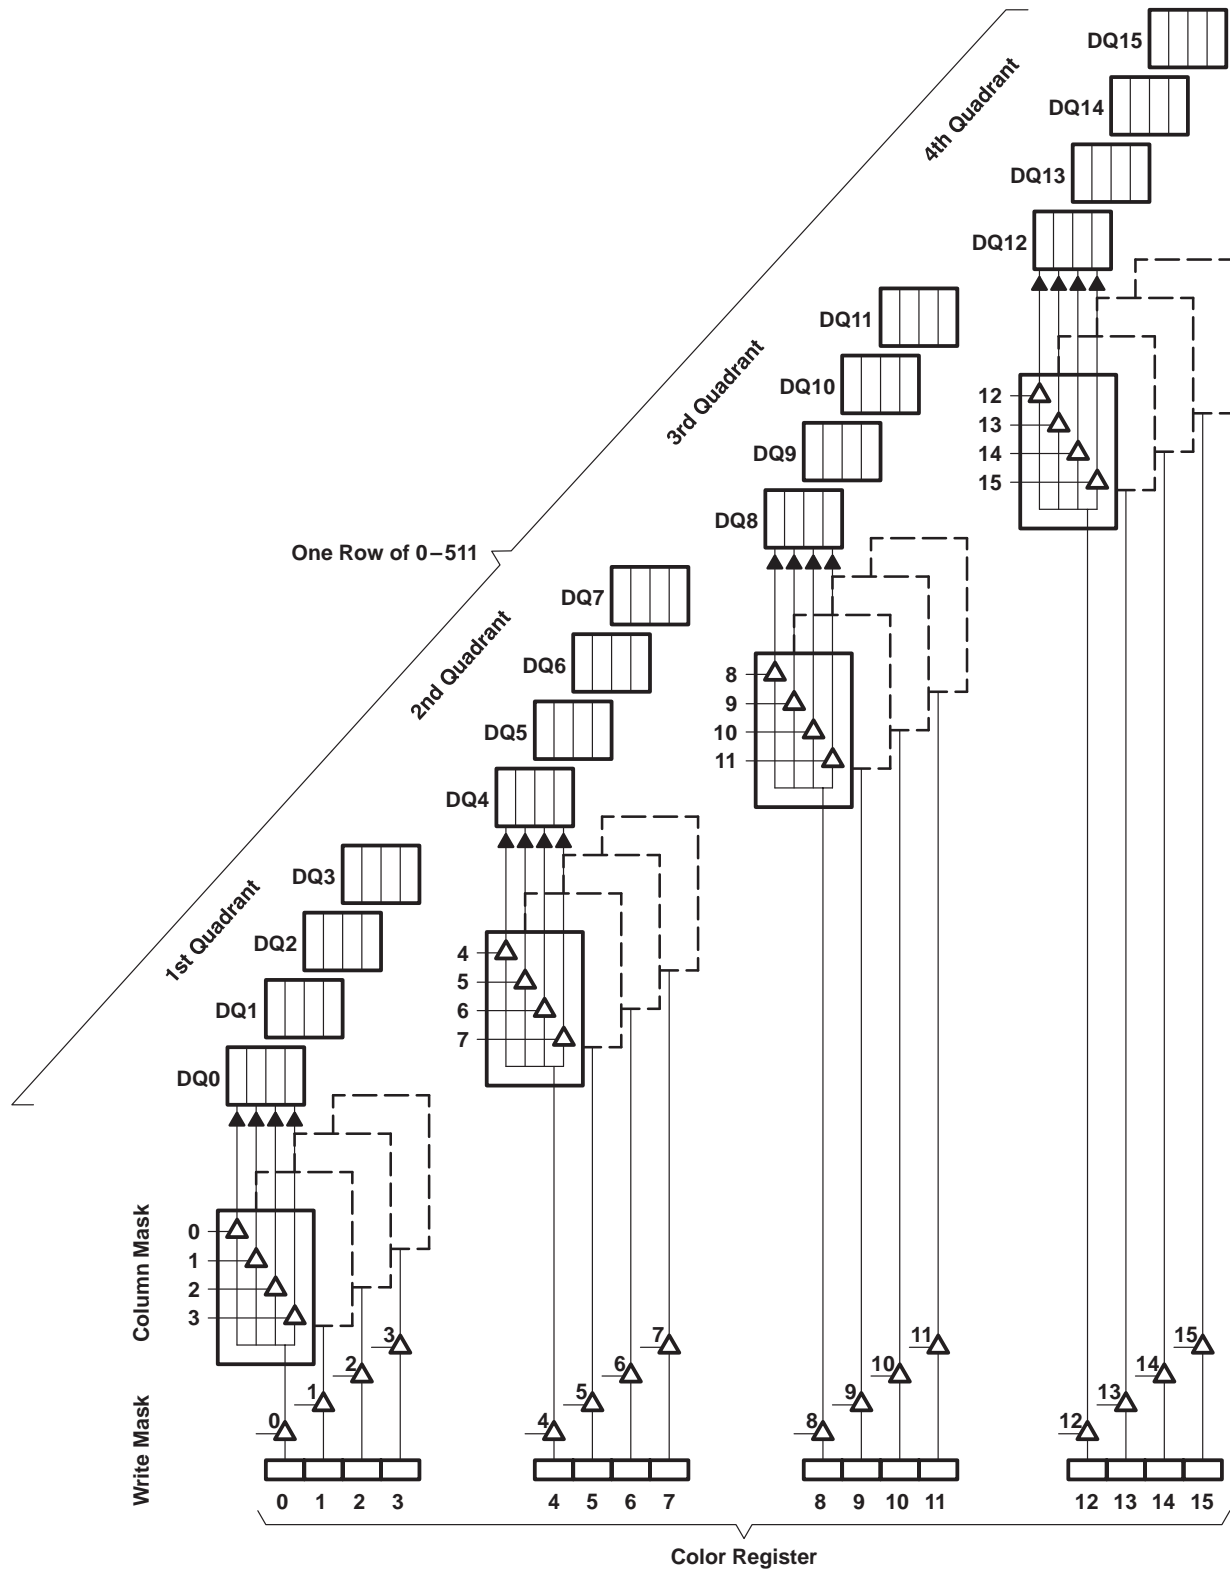 DQ15
DQ14
4th Quadrant
DQ13
DQ12
DQ11
DQ10
3rd Quadrant
DQ9
DQ8
12
13
14
15
One Row of 0–511
DQ7
DQ6
2nd Quadrant
DQ5
DQ4
8
9
10
11
DQ3
DQ2
1st Quadrant
DQ1
DQ0
4
5
6
7
Column Mask
0
1
2
3
Write Mask
0
1
2
3
4
5
6
7
8
9
10
11
12
13
14
15
0 1 2 3 4 5 6 7 8 9 10 11 12 13 14 15
Color Register